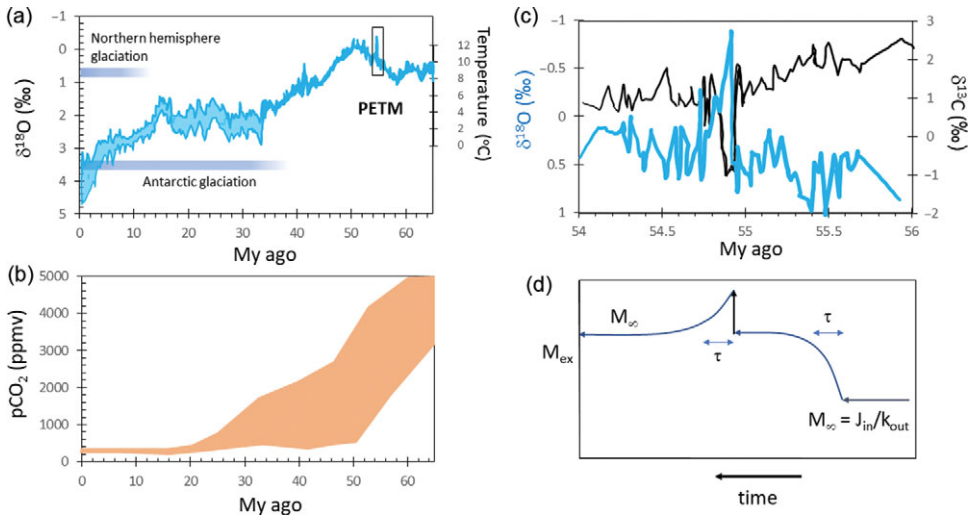 (a)
Northern hemisphere
glaciation
PETM
Antarctic glaciation
δ¹⁸O (‰)
−1
0
1
2
3
4
5
Temperature (°C)
12
10
8
6
4
2
0
0 10 20 30 40 50 60
My ago
(b)
pCO₂ (ppmv)
5000
4000
3000
2000
1000
0
0 10 20 30 40 50 60
My ago
(c)
δ¹⁸O (‰)
−1
-0.5
0
0.5
1
δ¹³C (‰)
3
2
1
0
−1
−2
54 54.5 55 55.5 56
My ago
(d)
M∞
τ
τ
Mₑₓ
M∞ = Jᵢₙ/kₒᵤₜ
time